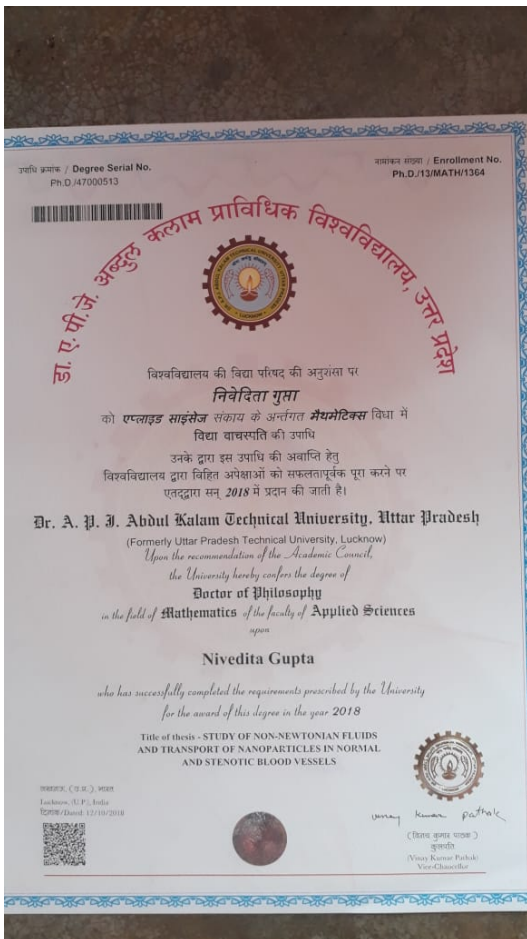 उपाधि क्रमांक / Degree Serial No.
Ph.D./47000513
नामांकन संख्या / Enrollment No.
Ph.D./13/MATH/1364
डा. ए. पी.जे. अब्दुल कलाम प्राविधिक विश्वविद्यालय, उत्तर प्रदेश
विश्वविद्यालय की विद्या परिषद की अनुशंसा पर
निवेदिता गुप्ता
को एप्लाइड साइंसेज संकाय के अर्न्तगत मैथमेटिक्स विधा में
विद्या वाचस्पति की उपाधि
उनके द्वारा इस उपाधि की अवाप्ति हेतु
विश्वविद्यालय द्वारा विहित अपेक्षाओं को सफलतापूर्वक पूरा करने पर
एतद्द्वारा सन् 2018 में प्रदान की जाती है।
Dr. A. P. J. Abdul Kalam Technical University, Uttar Pradesh
(Formerly Uttar Pradesh Technical University, Lucknow)
Upon the recommendation of the Academic Council,
the University hereby confers the degree of
Doctor of Philosophy
in the field of Mathematics of the faculty of Applied Sciences
upon
Nivedita Gupta
who has successfully completed the requirements prescribed by the University
for the award of this degree in the year 2018
Title of thesis - STUDY OF NON-NEWTONIAN FLUIDS
AND TRANSPORT OF NANOPARTICLES IN NORMAL
AND STENOTIC BLOOD VESSELS
लखनऊ, (उ.प्र.), भारत
Lucknow, (U.P.), India
दिनांक/Dated: 12/10/2018
vinay kumar pathak
(विनय कुमार पाठक)
कुलपति
(Vinay Kumar Pathak)
Vice-Chancellor